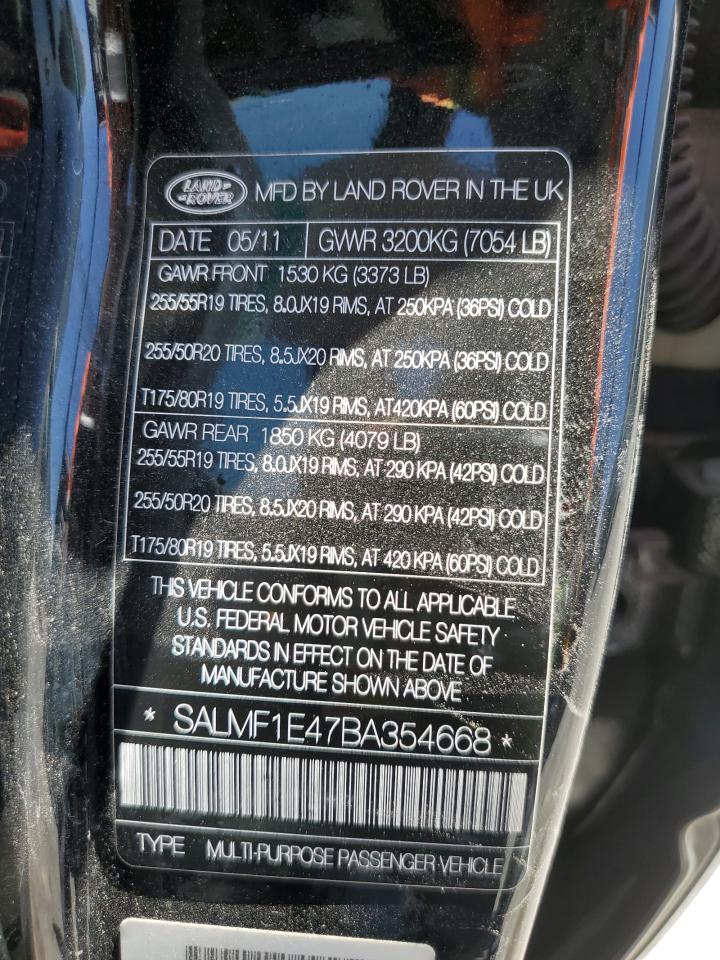 LAND ROVER MFD BY LAND ROVER IN THE UK
DATE 05/11 GVWR 3200KG (7054 LB)
GAWR FRONT 1530 KG (3373 LB)
255/55R19 TIRES, 8.0JX19 RIMS, AT 250KPA (36PSI) COLD
255/50R20 TIRES, 8.5JX20 RIMS, AT 250KPA (36PSI) COLD
T175/80R19 TIRES, 5.5JX19 RIMS, AT420KPA (60PSI) COLD
GAWR REAR 1850 KG (4079 LB)
255/55R19 TIRES, 8.0JX19 RIMS, AT 290 KPA (42PSI) COLD
255/50R20 TIRES, 8.5JX20 RIMS, AT 290 KPA (42PSI) COLD
T175/80R19 TIRES, 5.5JX19 RIMS, AT 420 KPA (60PSI) COLD
THIS VEHICLE CONFORMS TO ALL APPLICABLE
U.S. FEDERAL MOTOR VEHICLE SAFETY
STANDARDS IN EFFECT ON THE DATE OF
MANUFACTURE SHOWN ABOVE
* SALMF1E47BA354668 *
TYPE MULTI-PURPOSE PASSENGER VEHICLE